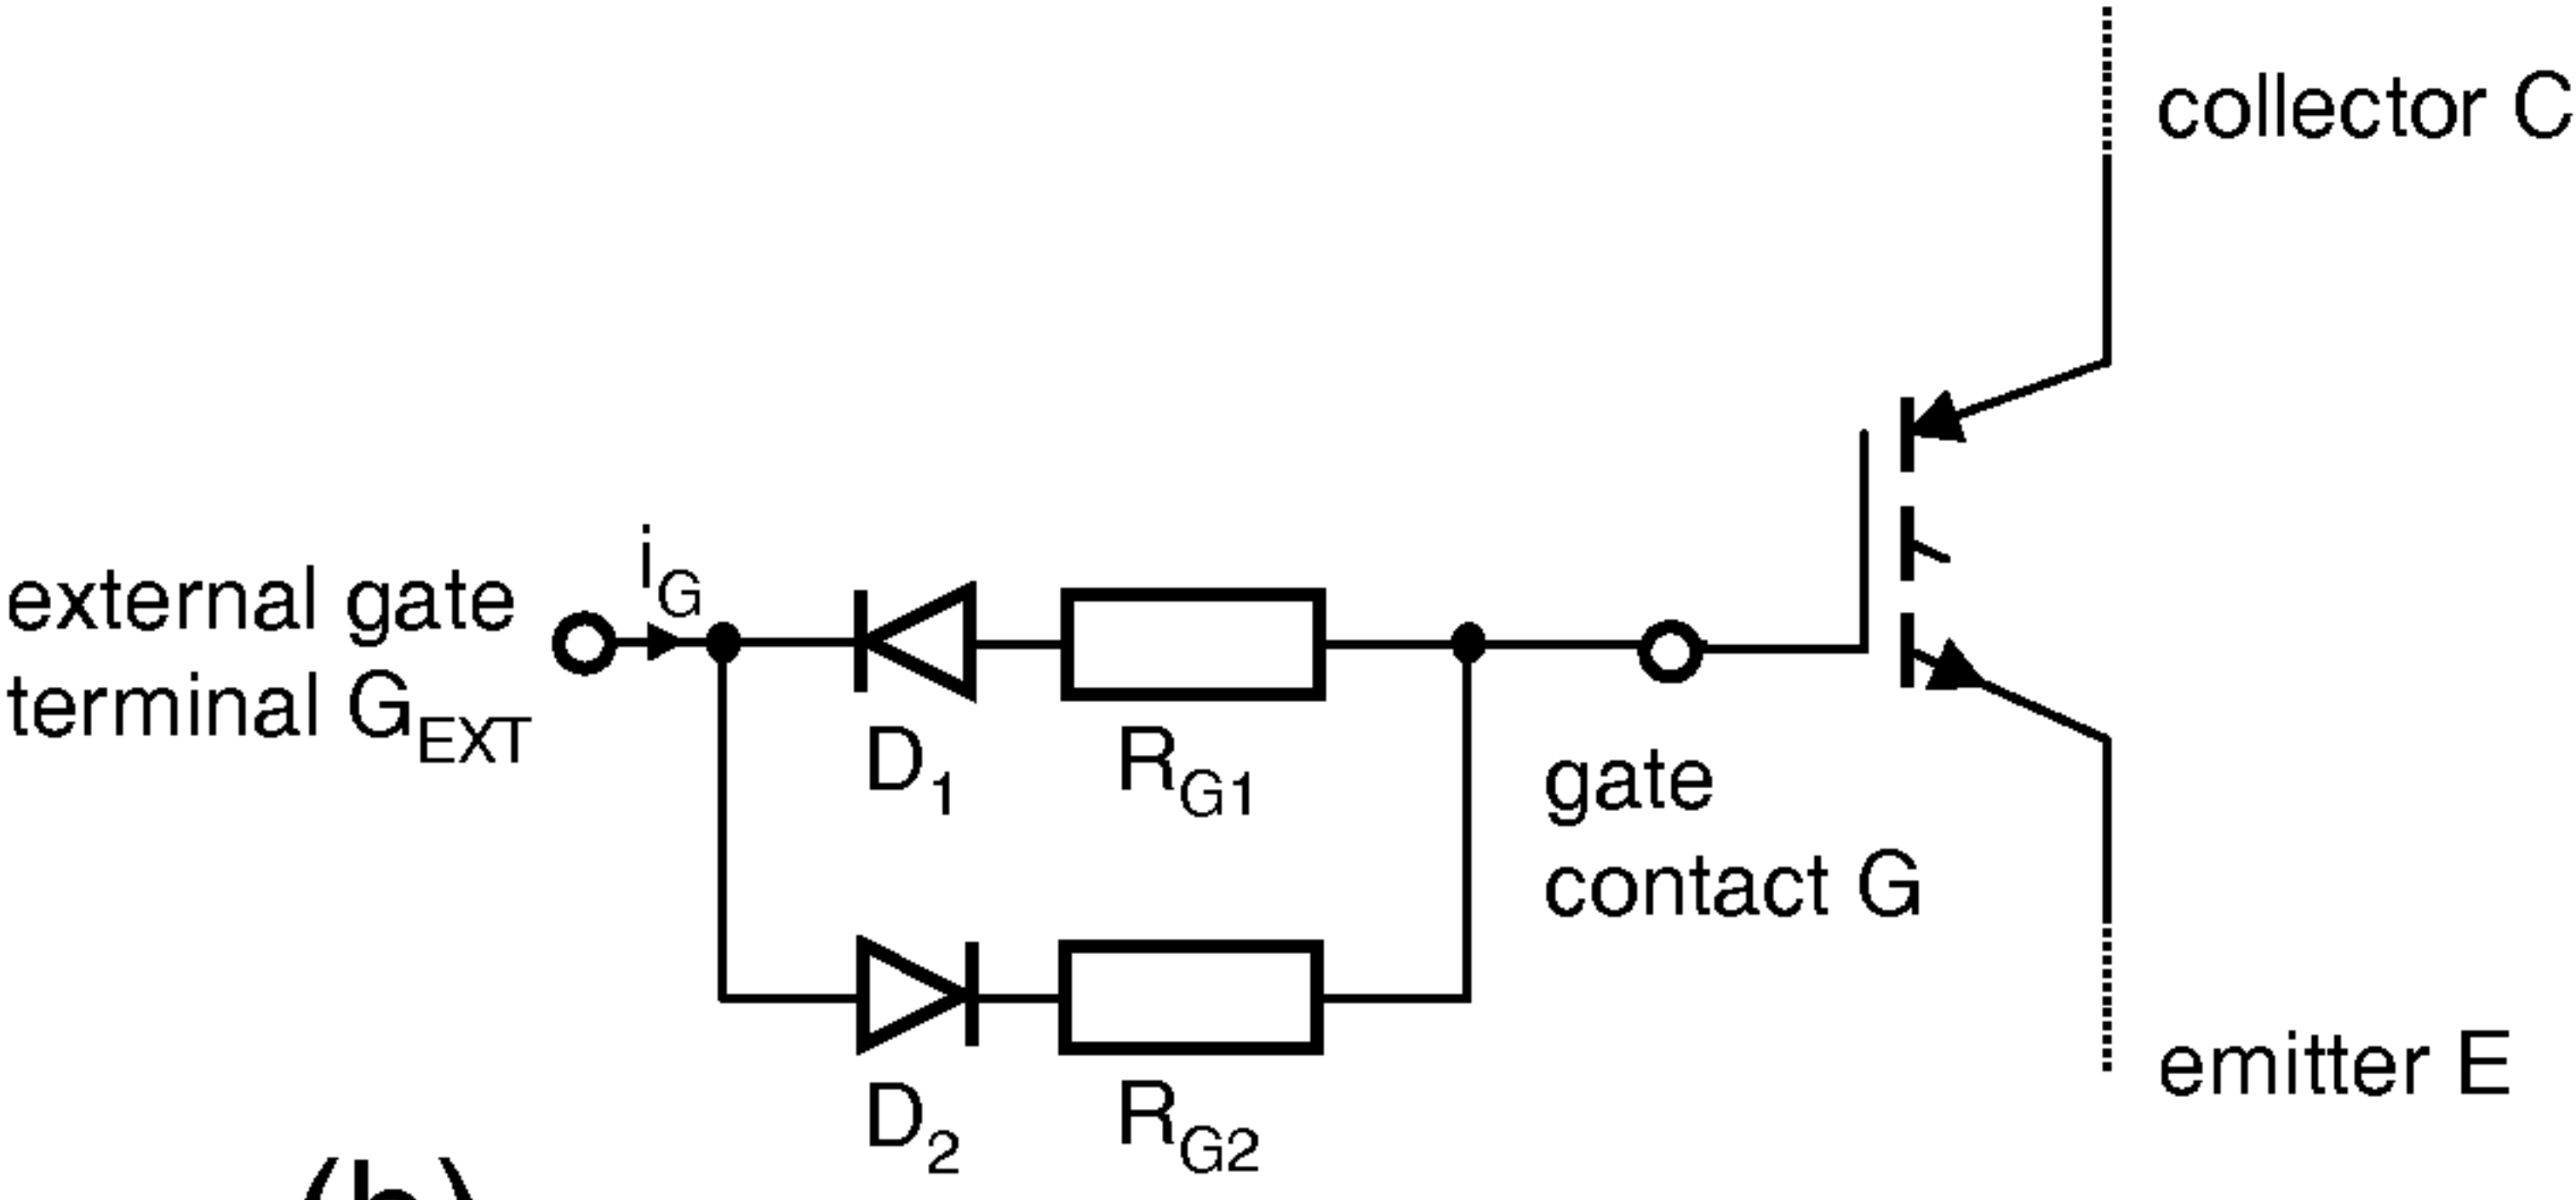 collector C
i_G
external gate
terminal G_EXT
D_1
R_G1
gate
contact G
D_2
R_G2
emitter E
(b)